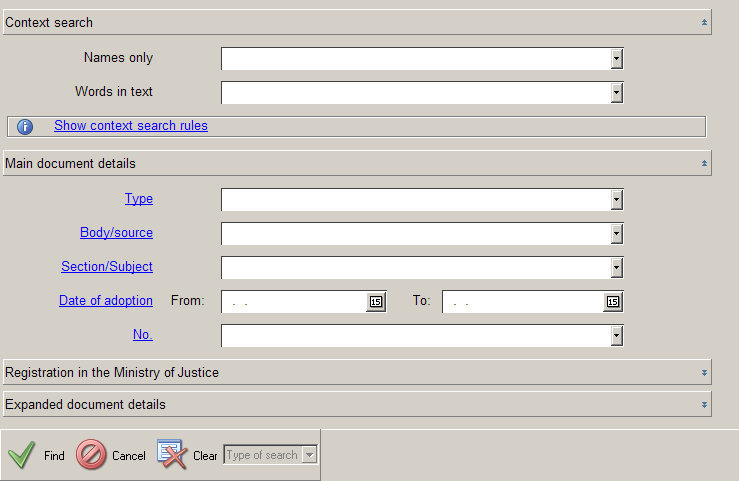 Context search
Names only
Words in text
Show context search rules
Main document details
Type
Body/source
Section/Subject
Date of adoption From: . . 15 To: . . 15
No.
Registration in the Ministry of Justice
Expanded document details
Find Cancel Clear Type of search